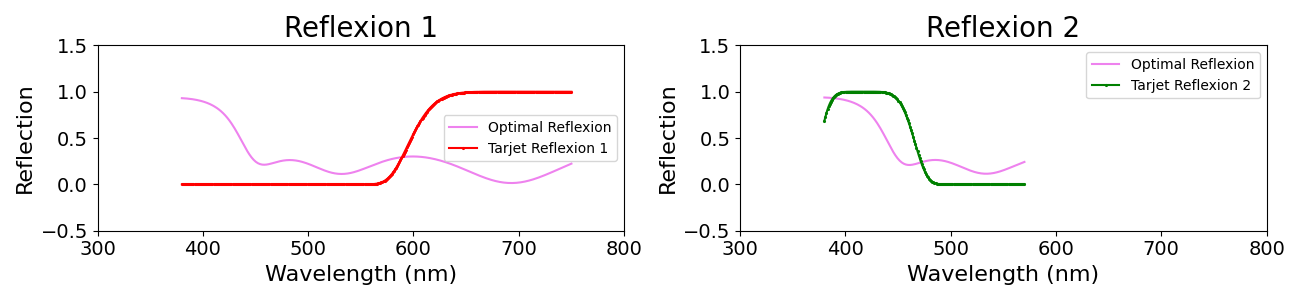 Reflexion 1
Reflection
1.5
1.0
0.5
0.0
−0.5
Optimal Reflexion
Tarjet Reflexion 1
300 400 500 600 700 800
Wavelength (nm)
Reflexion 2
Reflection
1.5
1.0
0.5
0.0
−0.5
Optimal Reflexion
Tarjet Reflexion 2
300 400 500 600 700 800
Wavelength (nm)